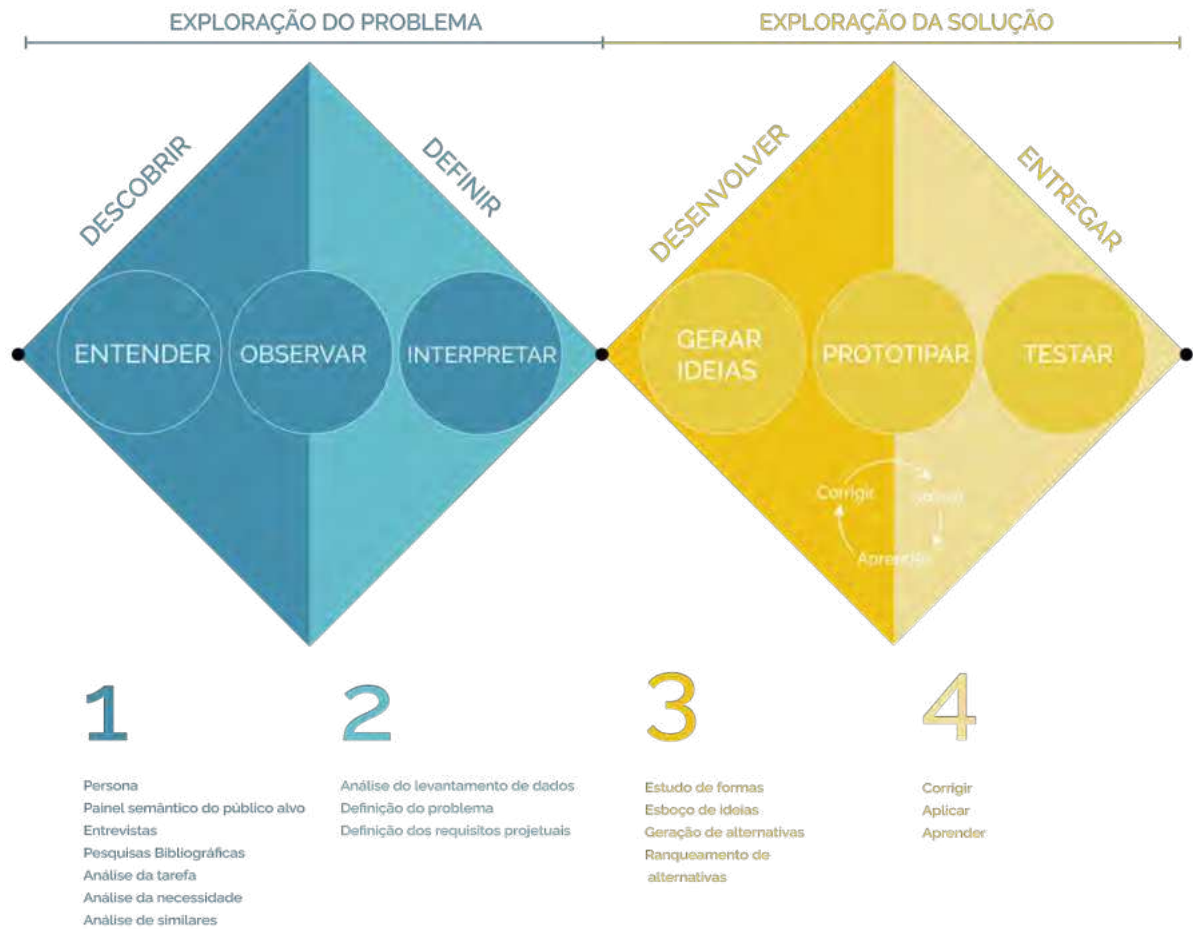 EXPLORAÇÃO DO PROBLEMA
EXPLORAÇÃO DA SOLUÇÃO
DESCOBRIR
DEFINIR
DESENVOLVER
ENTREGAR
ENTENDER
OBSERVAR
INTERPRETAR
GERAR
IDEIAS
PROTOTIPAR
TESTAR
Corrigir
Aprender
1
Persona
Painel semântico do público alvo
Entrevistas
Pesquisas Bibliográficas
Análise da tarefa
Análise da necessidade
Análise de similares
2
Análise do levantamento de dados
Definição do problema
Definição dos requisitos projetuais
3
Estudo de formas
Esboço de ideias
Geração de alternativas
Ranqueamento de
alternativas
4
Corrigir
Aplicar
Aprender